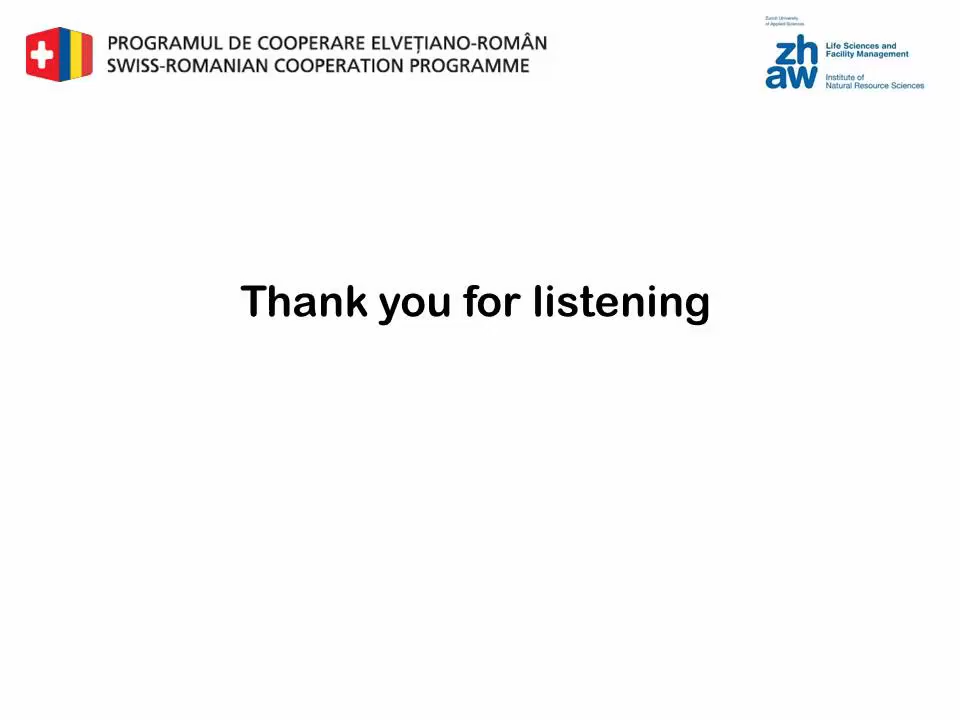 PROGRAMUL DE COOPERARE ELVEȚIANO-ROMÂN
SWISS-ROMANIAN COOPERATION PROGRAMME
Zurich University
of Applied Sciences
zh
aw
Life Sciences and
Facility Management
Institute of
Natural Resource Sciences
Thank you for listening